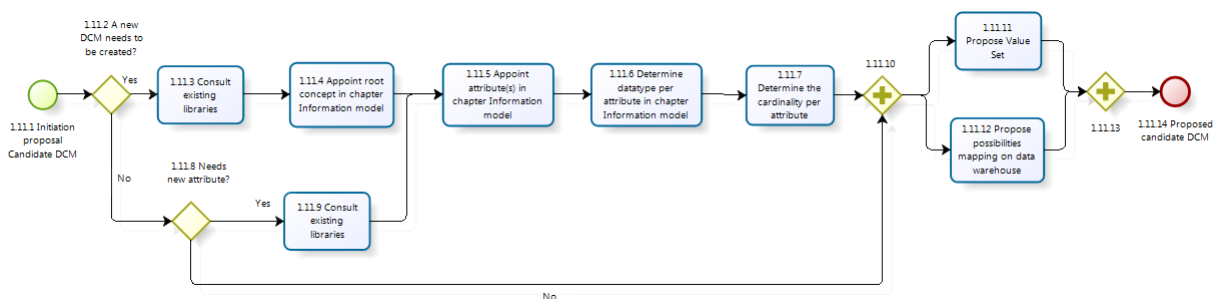 1.11.2 A new
DCM needs to
be created?
Yes
1.11.1 Initiation
proposal
Candidate DCM
1.11.3 Consult
existing
libraries
1.11.4 Appoint root
concept in chapter
Information model
1.11.5 Appoint
attribute(s) in
chapter Information
model
1.11.6 Determine
datatype per
attribute in chapter
Information model
1.11.7
Determine the
cardinality per
attribute
1.11.10
1.11.11
Propose Value
Set
1.11.12 Propose
possibilities
mapping on data
warehouse
1.11.13
1.11.14 Proposed
candidate DCM
No
1.11.8 Needs
new attribute?
Yes
1.11.9 Consult
existing
libraries
No